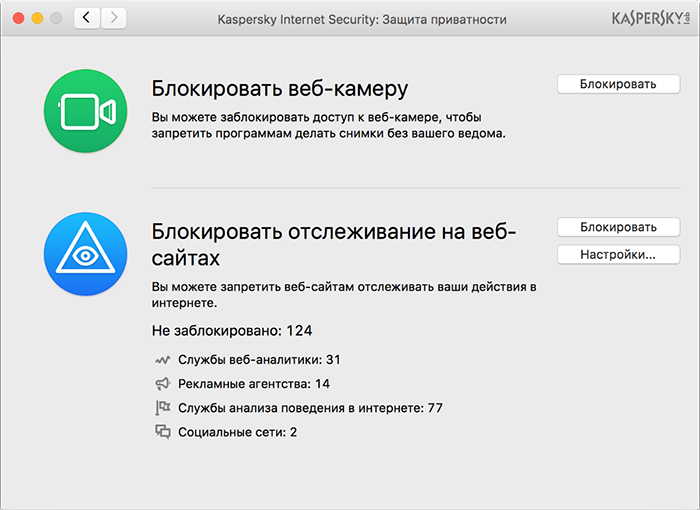 Kaspersky Internet Security: Защита приватности
KASPERSKY lab
Блокировать веб-камеру
Блокировать
Вы можете заблокировать доступ к веб-камере, чтобы
запретить программам делать снимки без вашего ведома.
Блокировать отслеживание на веб-
сайтах
Блокировать
Настройки...
Вы можете запретить веб-сайтам отслеживать ваши действия в
интернете.
Не заблокировано: 124
Службы веб-аналитики: 31
Рекламные агентства: 14
Службы анализа поведения в интернете: 77
Социальные сети: 2